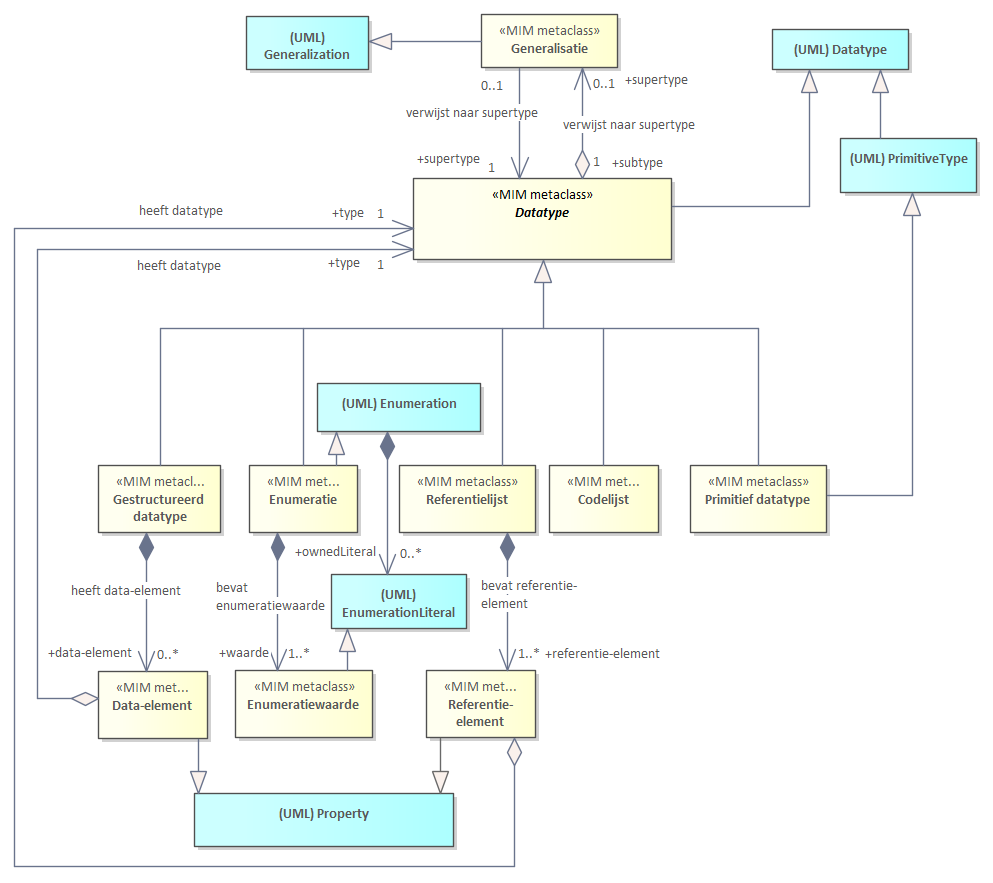 (UML)
Generalization
«MIM metaclass»
Generalisatie
(UML) Datatype
0..1
0..1
+supertype
verwijst naar supertype
verwijst naar supertype
(UML) PrimitiveType
+supertype
1
1
+subtype
«MIM metaclass»
Datatype
heeft datatype
+type
1
heeft datatype
+type
1
(UML) Enumeration
«MIM metacl...
Gestructureerd
datatype
«MIM met...
Enumeratie
«MIM metaclass»
Referentielijst
«MIM met...
Codelijst
«MIM metaclass»
Primitief datatype
+ownedLiteral
0..*
heeft data-element
bevat
enumeratiewaarde
(UML)
EnumerationLiteral
bevat referentie-
element
+data-element
0..*
+waarde
1..*
1..*
+referentie-element
«MIM met...
Data-element
«MIM metaclass»
Enumeratiewaarde
«MIM met...
Referentie-
element
(UML) Property